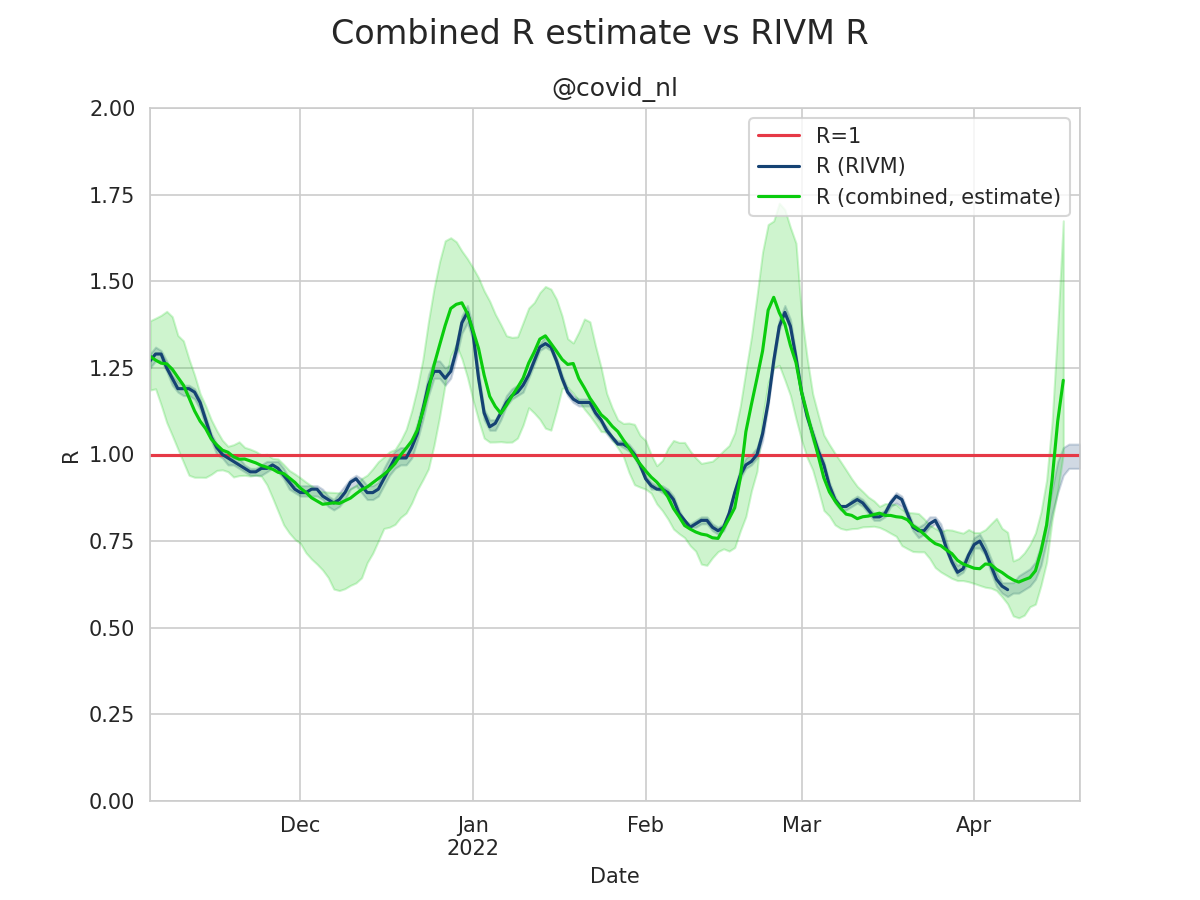 Combined R estimate vs RIVM R
@covid_nl
R=1
R (RIVM)
R (combined, estimate)
2.00
1.75
1.50
1.25
1.00
0.75
0.50
0.25
0.00
R
Dec
Jan
2022
Feb
Mar
Apr
Date